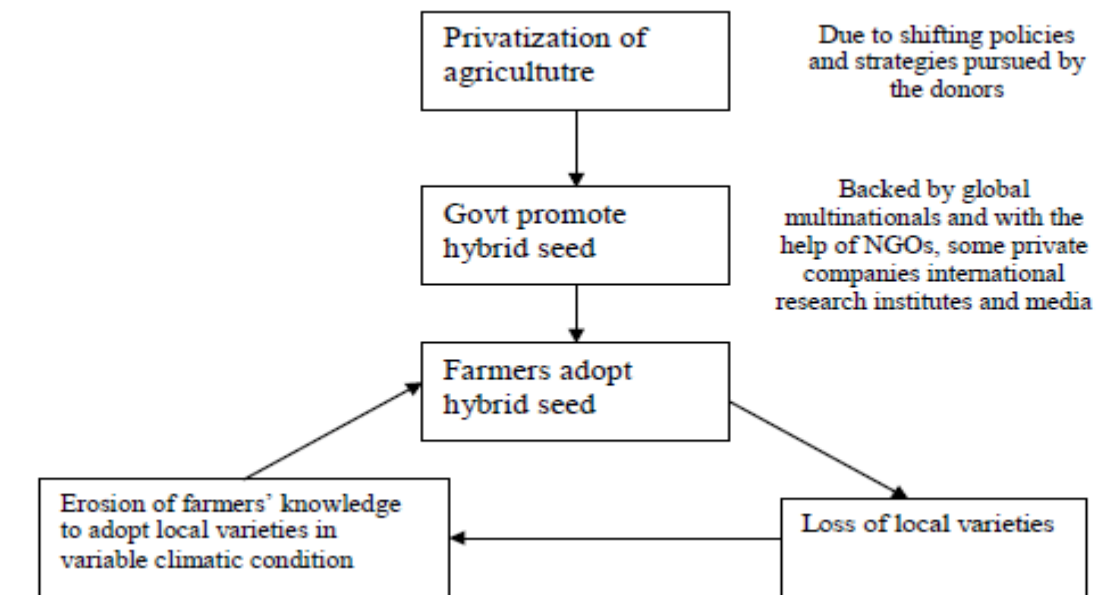 Privatization of
agricultutre
Due to shifting policies
and strategies pursued by
the donors
Govt promote
hybrid seed
Backed by global
multinationals and with the
help of NGOs, some private
companies international
research institutes and media
Farmers adopt
hybrid seed
Erosion of farmers’ knowledge
to adopt local varieties in
variable climatic condition
Loss of local varieties